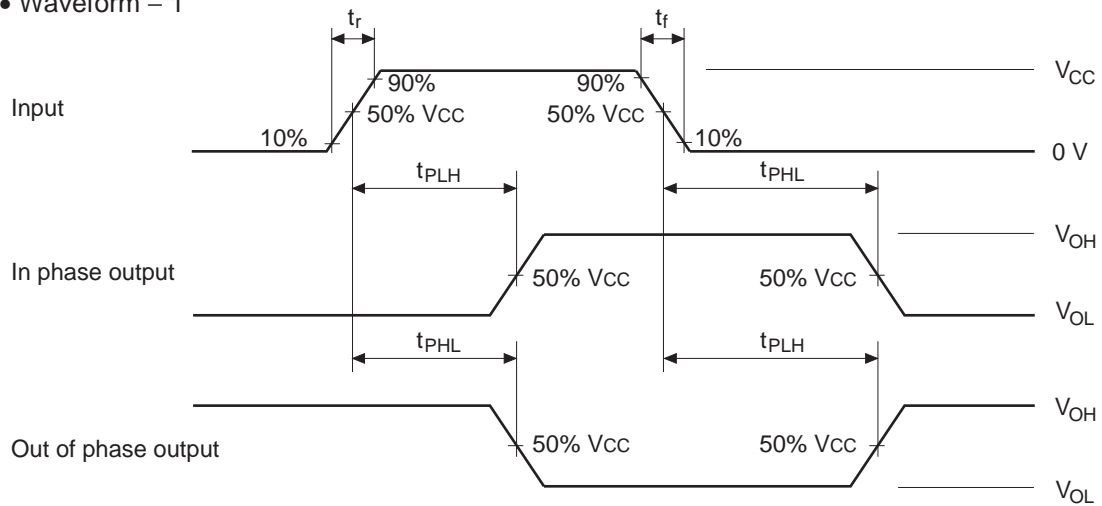 • Waveform – 1
tr
tf
90%
90%
VCC
Input
50% VCC
50% VCC
10%
10%
0 V
tPLH
tPHL
VOH
In phase output
50% VCC
50% VCC
VOL
tPHL
tPLH
VOH
Out of phase output
50% VCC
50% VCC
VOL